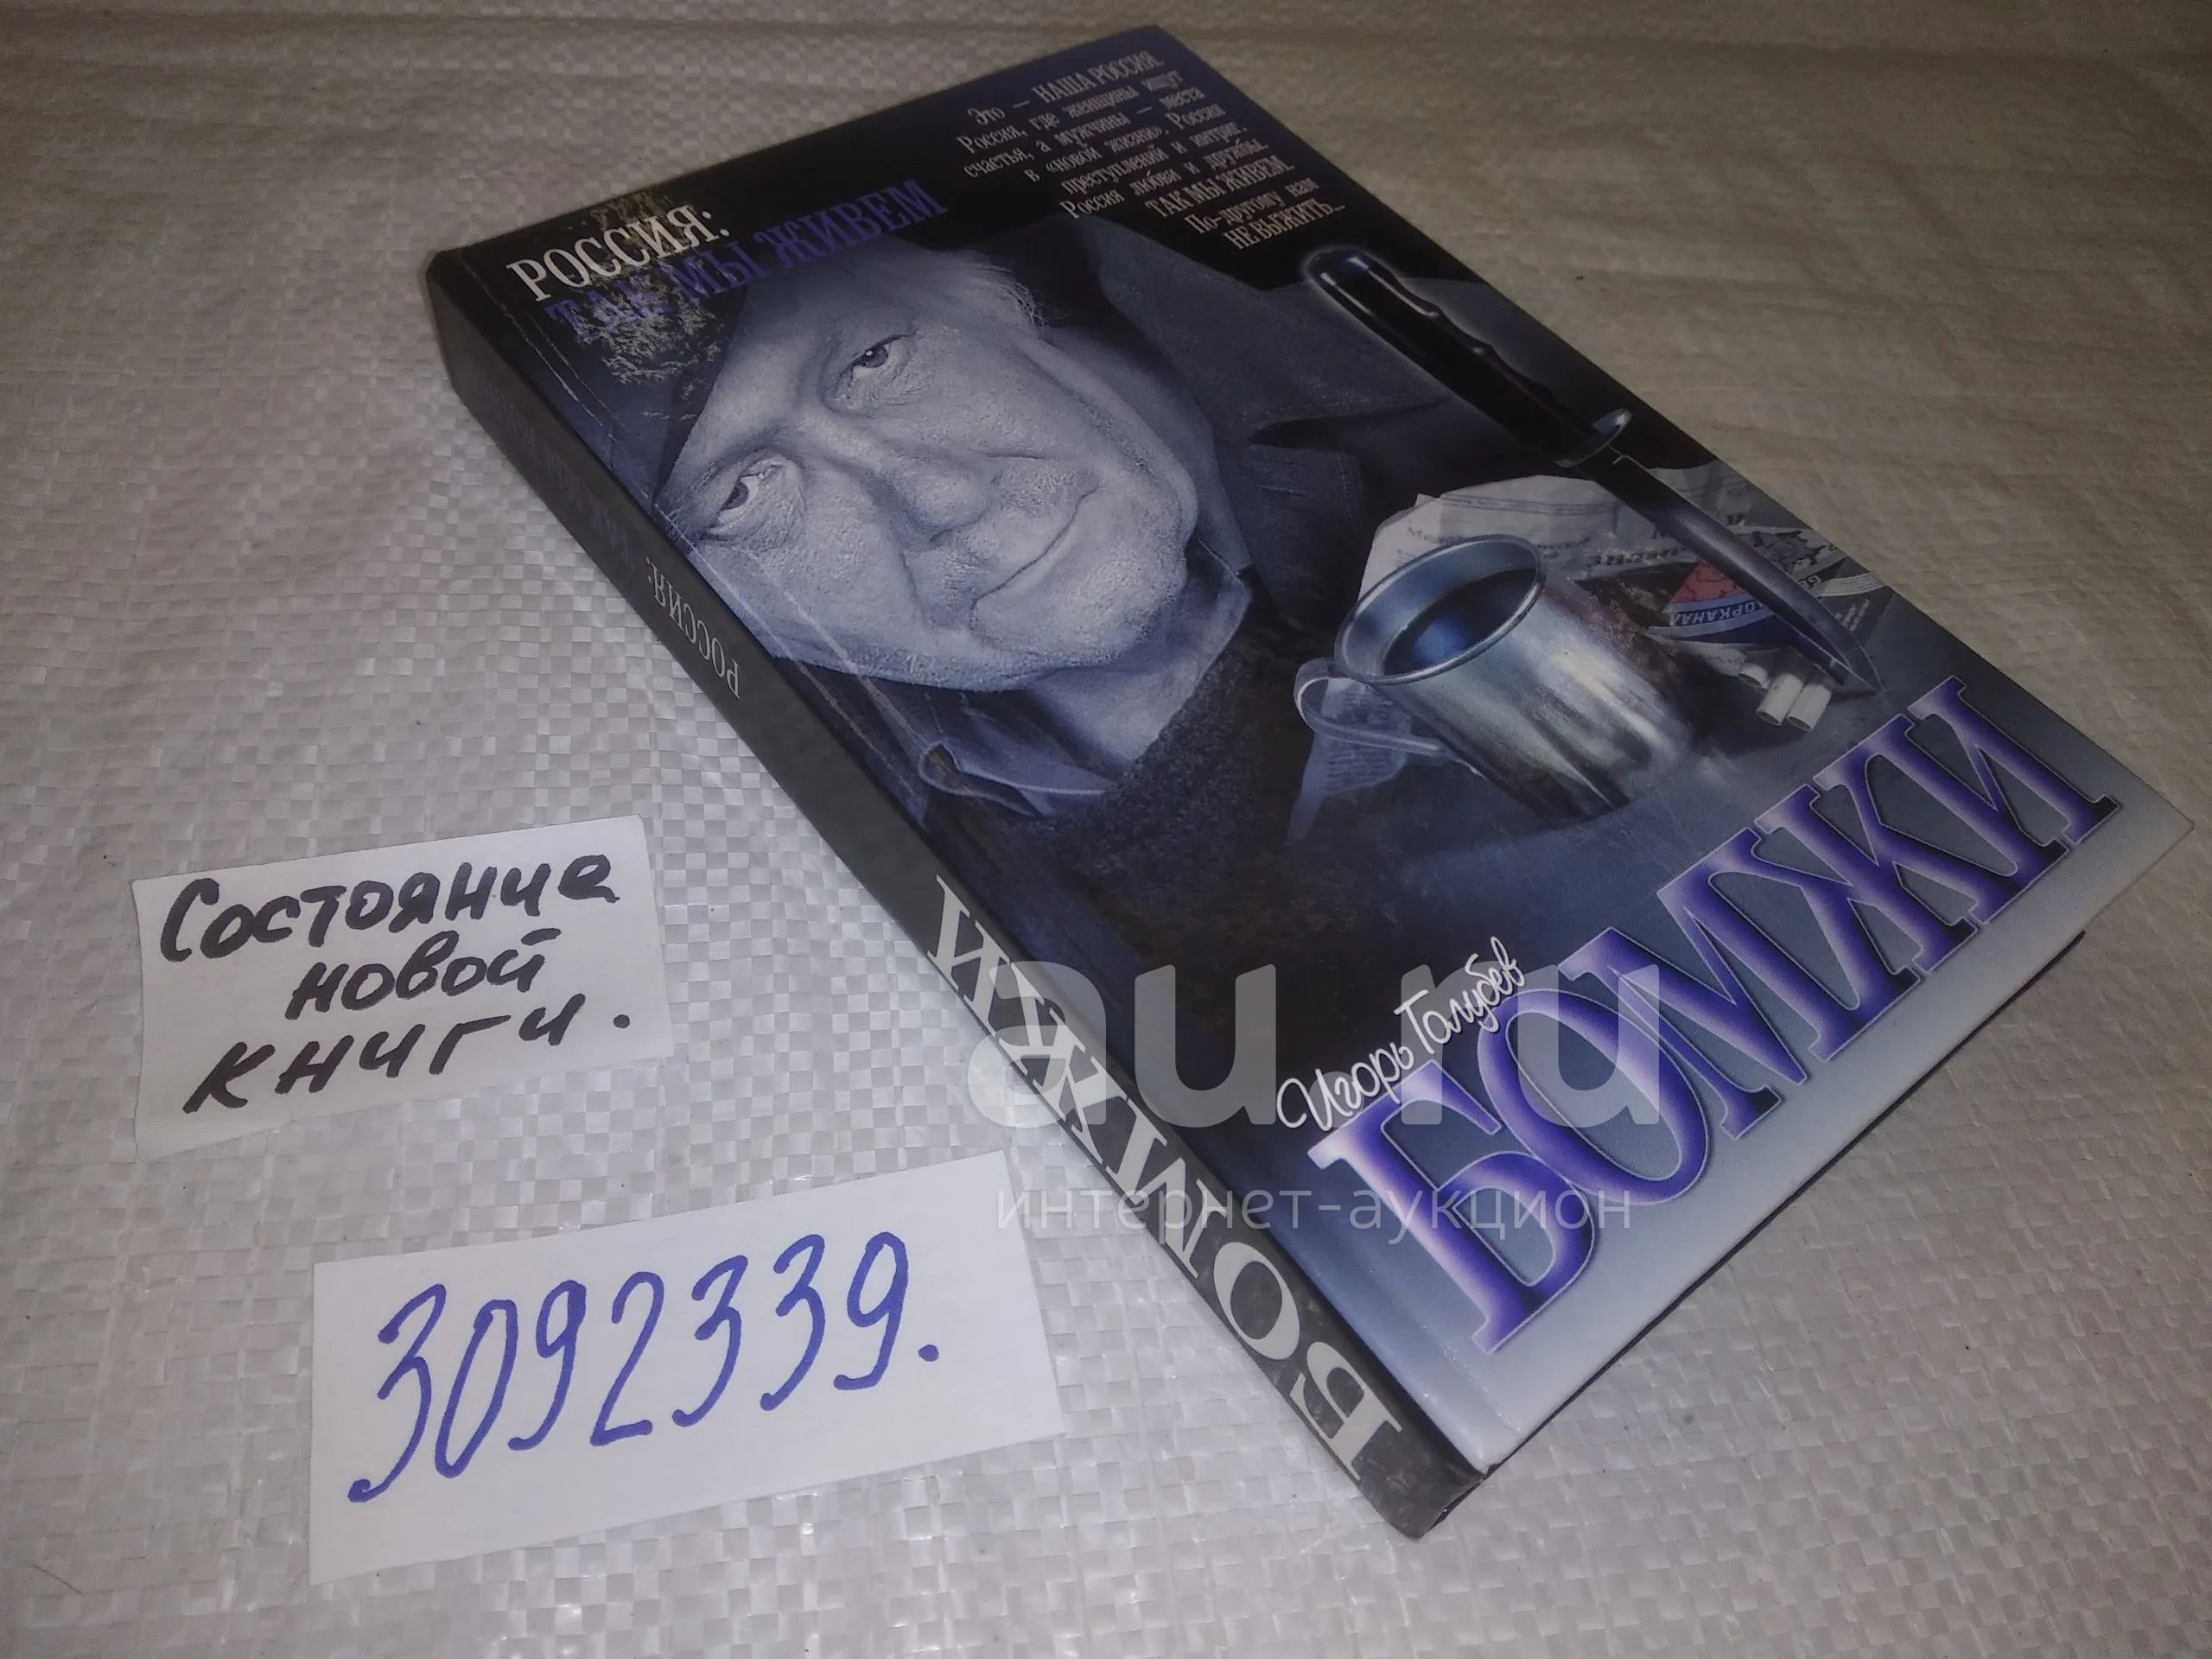 Это — НАША РОССИЯ.
Россия, где женщины ищут
счастья, а мужчины — места
в «новой жизни». Россия
преступлений и интриг.
Россия любви и дружбы.
ТАК МЫ ЖИВЕМ.
По-другому нам
НЕ ВЫЖИТЬ...
РОССИЯ:
ТАК МЫ ЖИВЕМ
Игорь Голубев
БОМЖИ
РОССИЯ:
ТАК МЫ ЖИВЕМ
БОМЖИ
Состояние
новой
книги.
3092339.
au.ru
интернет-аукцион